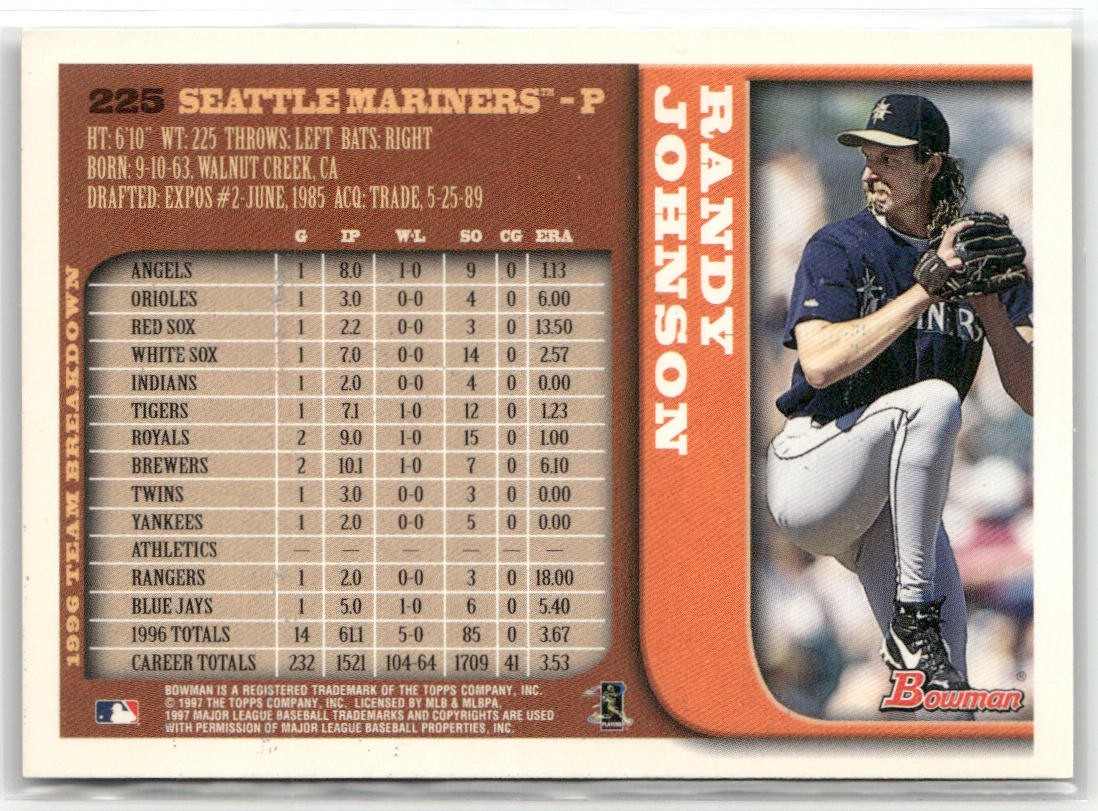 225 SEATTLE MARINERS™ - P
HT: 6'10" WT: 225 THROWS: LEFT BATS: RIGHT
BORN: 9-10-63, WALNUT CREEK, CA
DRAFTED: EXPOS #2-JUNE, 1985 ACQ: TRADE, 5-25-89
1996 TEAM BREAKDOWN
G IP W-L SO CG ERA
ANGELS 1 8.0 1-0 9 0 1.13
ORIOLES 1 3.0 0-0 4 0 6.00
RED SOX 1 2.2 0-0 3 0 13.50
WHITE SOX 1 7.0 0-0 14 0 2.57
INDIANS 1 2.0 0-0 4 0 0.00
TIGERS 1 7.1 1-0 12 0 1.23
ROYALS 2 9.0 1-0 15 0 1.00
BREWERS 2 10.1 1-0 7 0 6.10
TWINS 1 3.0 0-0 3 0 0.00
YANKEES 1 2.0 0-0 5 0 0.00
ATHLETICS — — — — — —
RANGERS 1 2.0 0-0 3 0 18.00
BLUE JAYS 1 5.0 1-0 6 0 5.40
1996 TOTALS 14 61.1 5-0 85 0 3.67
CAREER TOTALS 232 1521 104-64 1709 41 3.53
BOWMAN IS A REGISTERED TRADEMARK OF THE TOPPS COMPANY, INC.
© 1997 THE TOPPS COMPANY, INC. LICENSED BY MLB & MLBPA,
1997 MAJOR LEAGUE BASEBALL TRADEMARKS AND COPYRIGHTS ARE USED
WITH PERMISSION OF MAJOR LEAGUE BASEBALL PROPERTIES, INC.
RANDY
JOHNSON
Bowman®